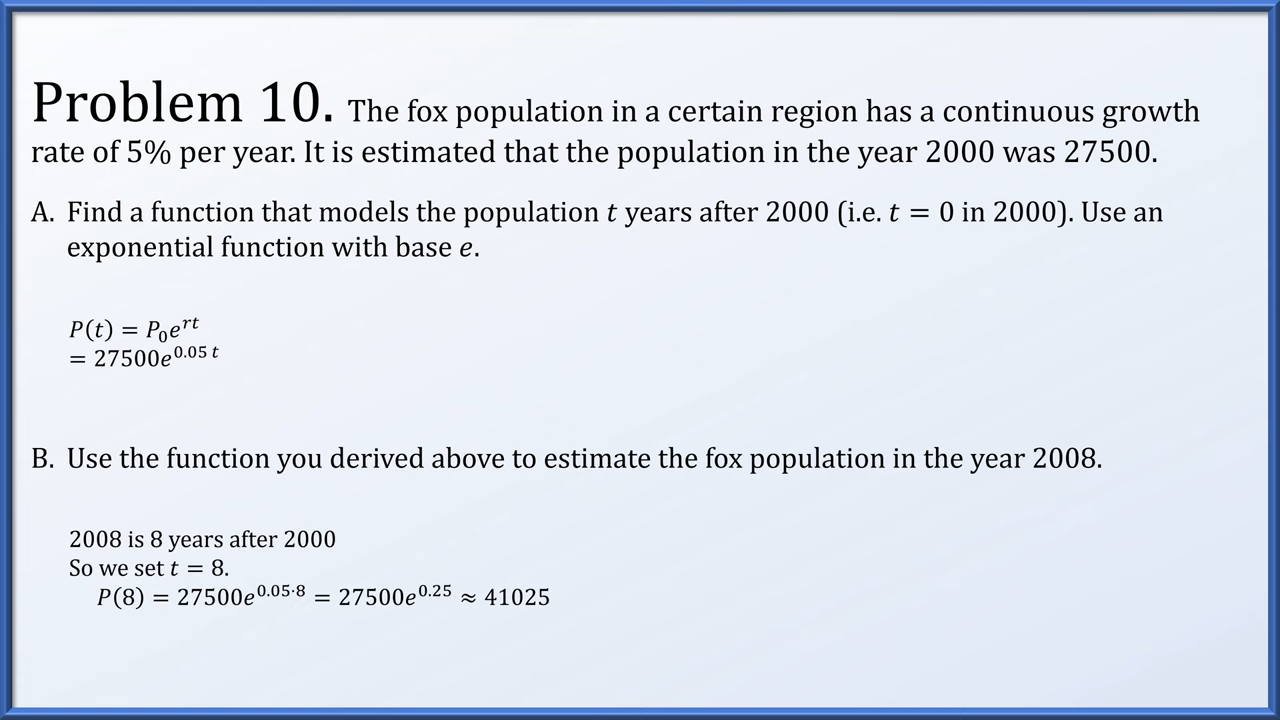 Problem 10. The fox population in a certain region has a continuous growth
rate of 5% per year. It is estimated that the population in the year 2000 was 27500.
A. Find a function that models the population t years after 2000 (i.e. t = 0 in 2000). Use an
exponential function with base e.
P(t) = P₀e^{rt}
= 27500e^{0.05 t}
B. Use the function you derived above to estimate the fox population in the year 2008.
2008 is 8 years after 2000
So we set t = 8.
P(8) = 27500e^{0.05·8} = 27500e^{0.25} ≈ 41025